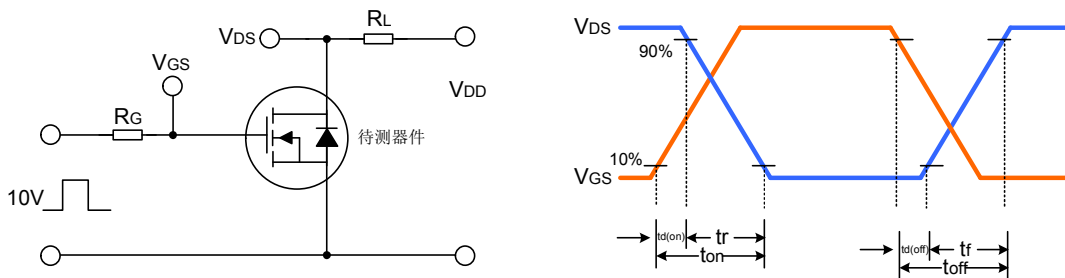 RL
VDS
VGS
VDD
RG
待测器件
10V
VDS
90%
10%
VGS
td(on)
tr
ton
td(off)
tf
toff